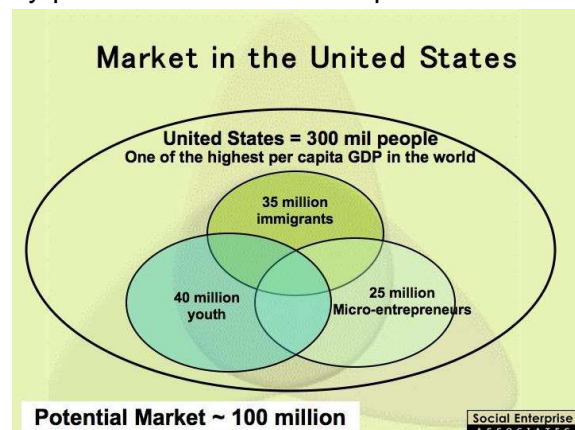 Market in the United States
United States = 300 mil people
One of the highest per capita GDP in the world
35 million
immigrants
40 million
youth
25 million
Micro-entrepreneurs
Potential Market ~ 100 million
Social Enterprise
ASSOCIATES